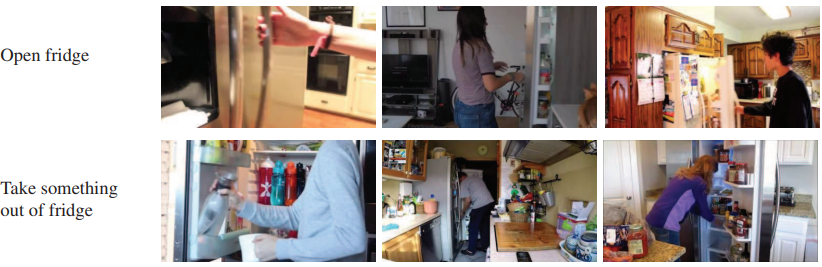 Open fridge
Take something
out of fridge